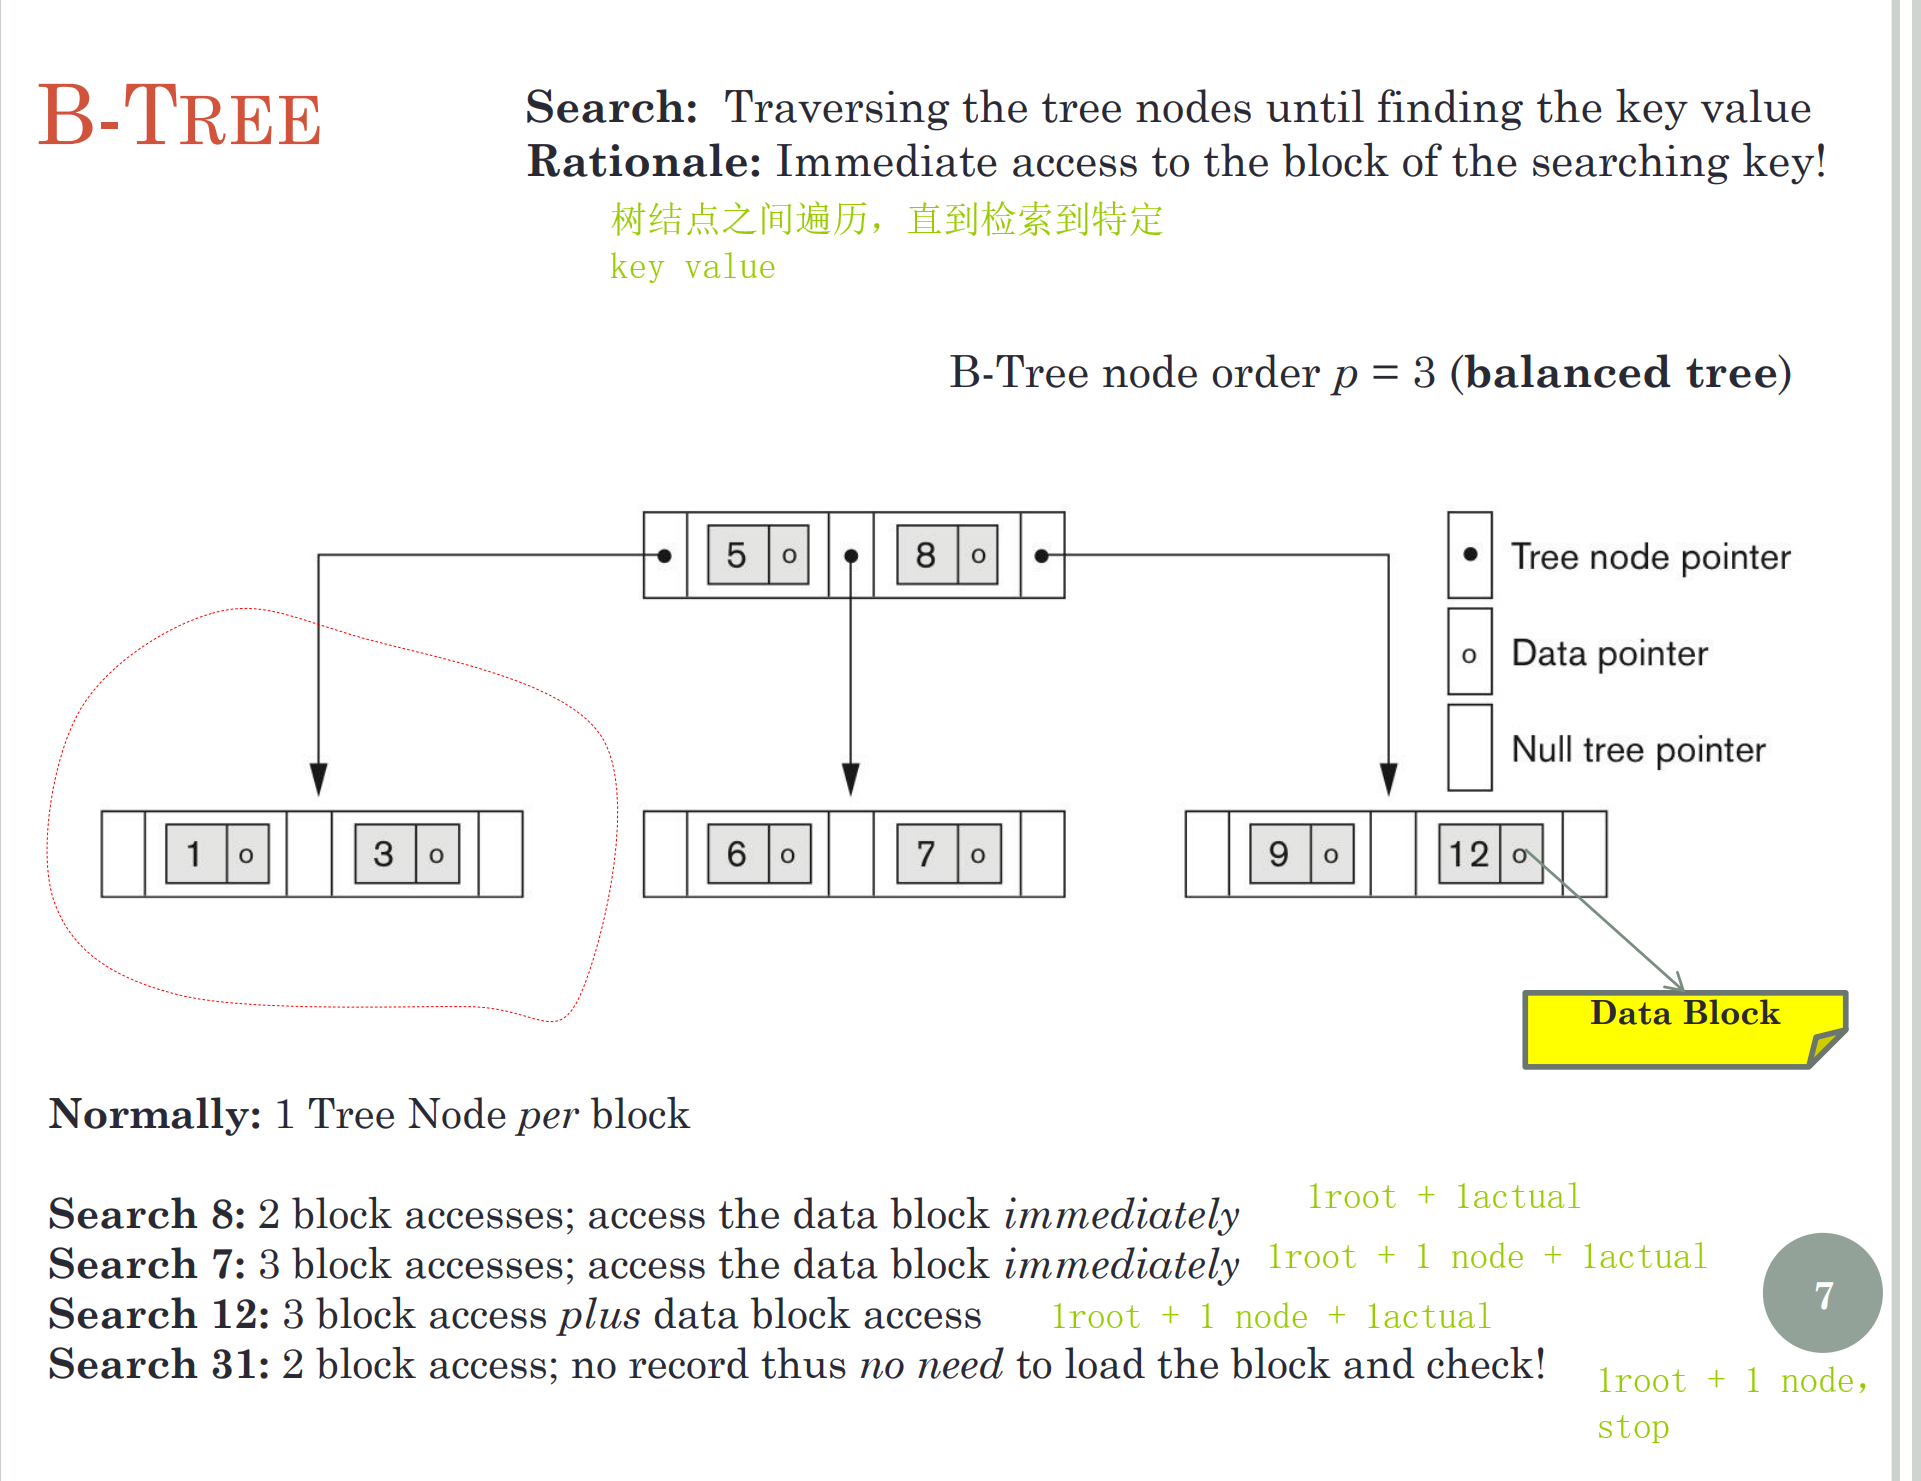 B-TREE
Search: Traversing the tree nodes until finding the key value
Rationale: Immediate access to the block of the searching key!
树结点之间遍历，直到检索到特定
key value
B-Tree node order p = 3 (balanced tree)
5 o 8 o
Tree node pointer
o Data pointer
Null tree pointer
1 o 3 o
6 o 7 o
9 o 12 o
Data Block
Normally: 1 Tree Node per block
Search 8: 2 block accesses; access the data block immediately
1root + 1actual
Search 7: 3 block accesses; access the data block immediately
1root + 1 node + 1actual
Search 12: 3 block access plus data block access
1root + 1 node + 1actual
7
Search 31: 2 block access; no record thus no need to load the block and check!
1root + 1 node，
stop